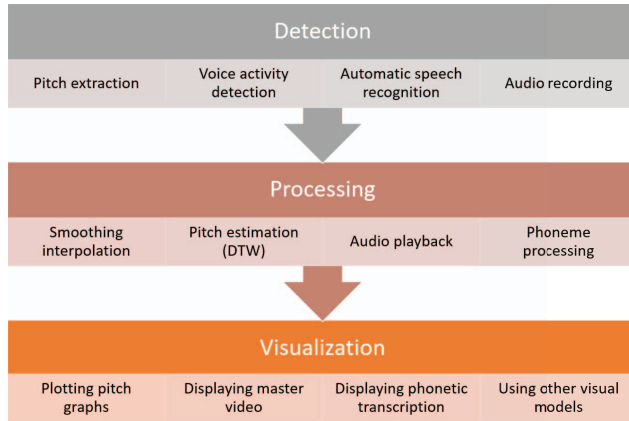 Detection
Pitch extraction
Voice activity
detection
Automatic speech
recognition
Audio recording
Processing
Smoothing
interpolation
Pitch estimation
(DTW)
Audio playback
Phoneme
processing
Visualization
Plotting pitch
graphs
Displaying master
video
Displaying phonetic
transcription
Using other visual
models